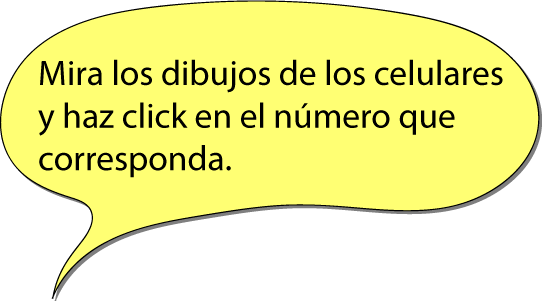 Mira los dibujos de los celulares
y haz click en el número que
corresponda.